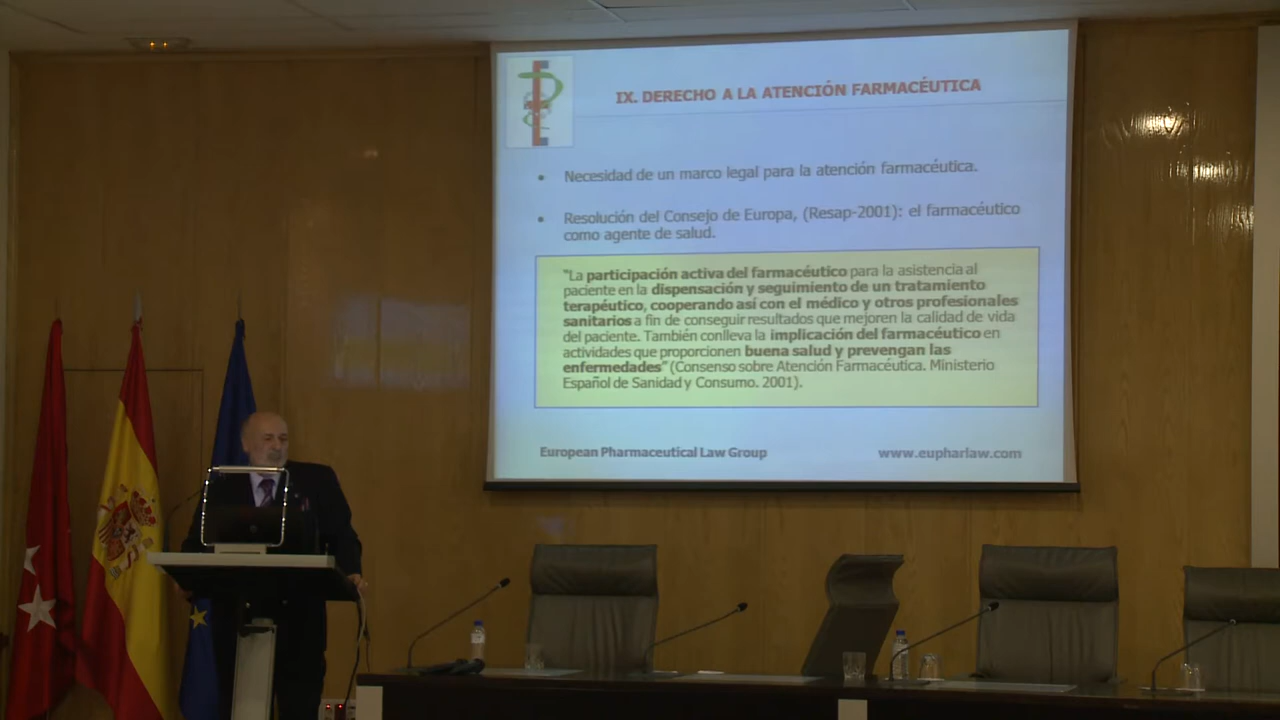 IX. DERECHO A LA ATENCIÓN FARMACÉUTICA
• Necesidad de un marco legal para la atención farmacéutica.
• Resolución del Consejo de Europa, (Resap-2001): el farmacéutico
como agente de salud.
"La participación activa del farmacéutico para la asistencia al
paciente en la dispensación y seguimiento de un tratamiento
terapéutico, cooperando así con el médico y otros profesionales
sanitarios a fin de conseguir resultados que mejoren la calidad de vida
del paciente. También conlleva la implicación del farmacéutico en
actividades que proporcionen buena salud y prevengan las
enfermedades" (Consenso sobre Atención Farmacéutica. Ministerio
Español de Sanidad y Consumo. 2001).
European Pharmaceutical Law Group
www.eupharlaw.com